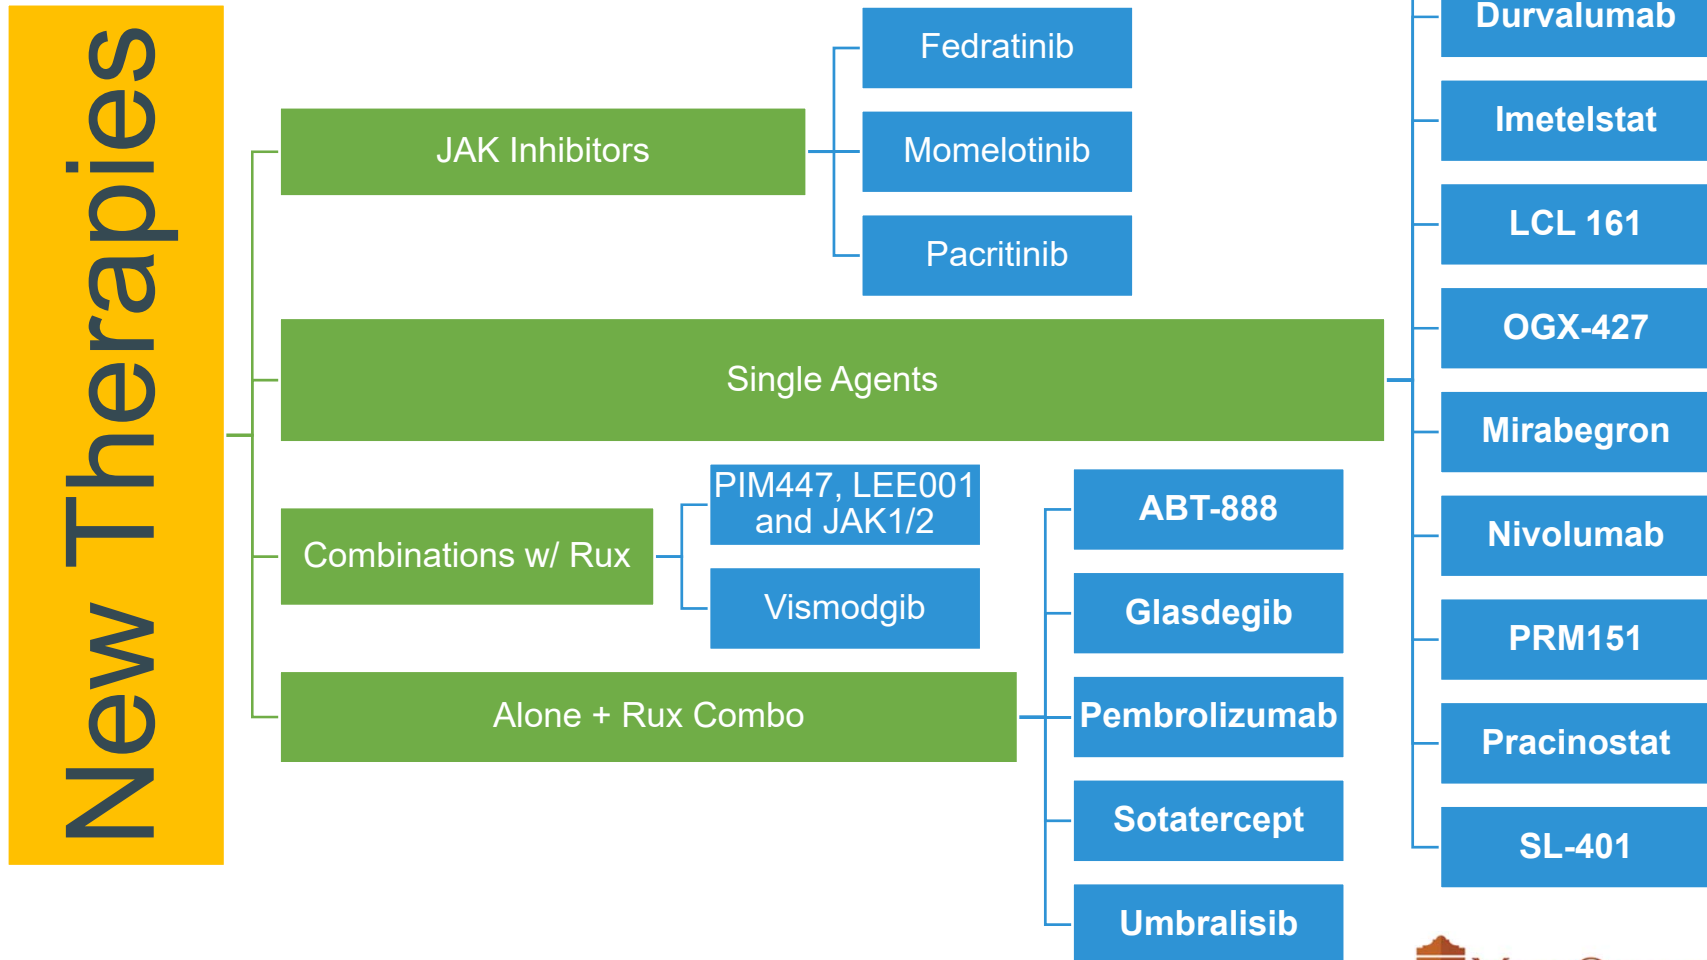 New Therapies
JAK Inhibitors
Fedratinib
Momelotinib
Pacritinib
Single Agents
Durvalumab
Imetelstat
LCL 161
OGX-427
Mirabegron
Nivolumab
PRM151
Pracinostat
SL-401
Combinations w/ Rux
PIM447, LEE001
and JAK1/2
Vismodgib
Alone + Rux Combo
ABT-888
Glasdegib
Pembrolizumab
Sotatercept
Umbralisib